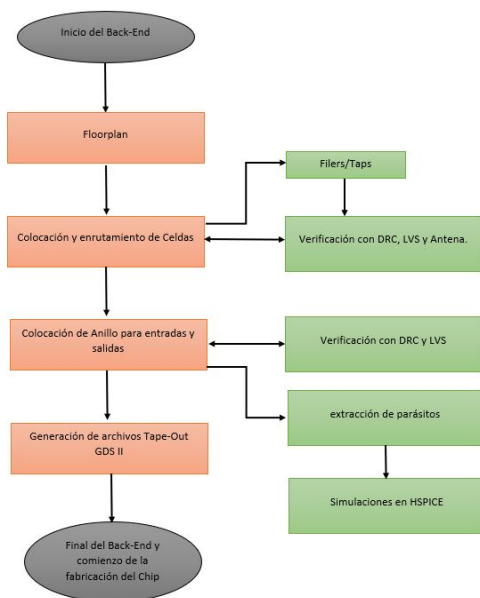 Inicio del Back-End
Floorplan
Filers/Taps
Colocación y enrutamiento de Celdas
Verificación con DRC, LVS y Antena.
Colocación de Anillo para entradas y
salidas
Verificación con DRC y LVS
extracción de parásitos
Generación de archivos Tape-Out
GDS II
Simulaciones en HSPICE
Final del Back-End y
comienzo de la
fabricación del Chip